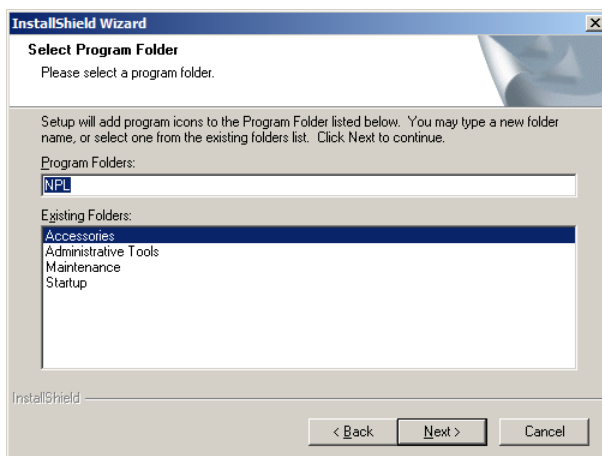 InstallShield Wizard
Select Program Folder
Please select a program folder.
Setup will add program icons to the Program Folder listed below. You may type a new folder
name, or select one from the existing folders list. Click Next to continue.
Program Folders:
NPL
Existing Folders:
Accessories
Administrative Tools
Maintenance
Startup
InstallShield
< Back Next > Cancel